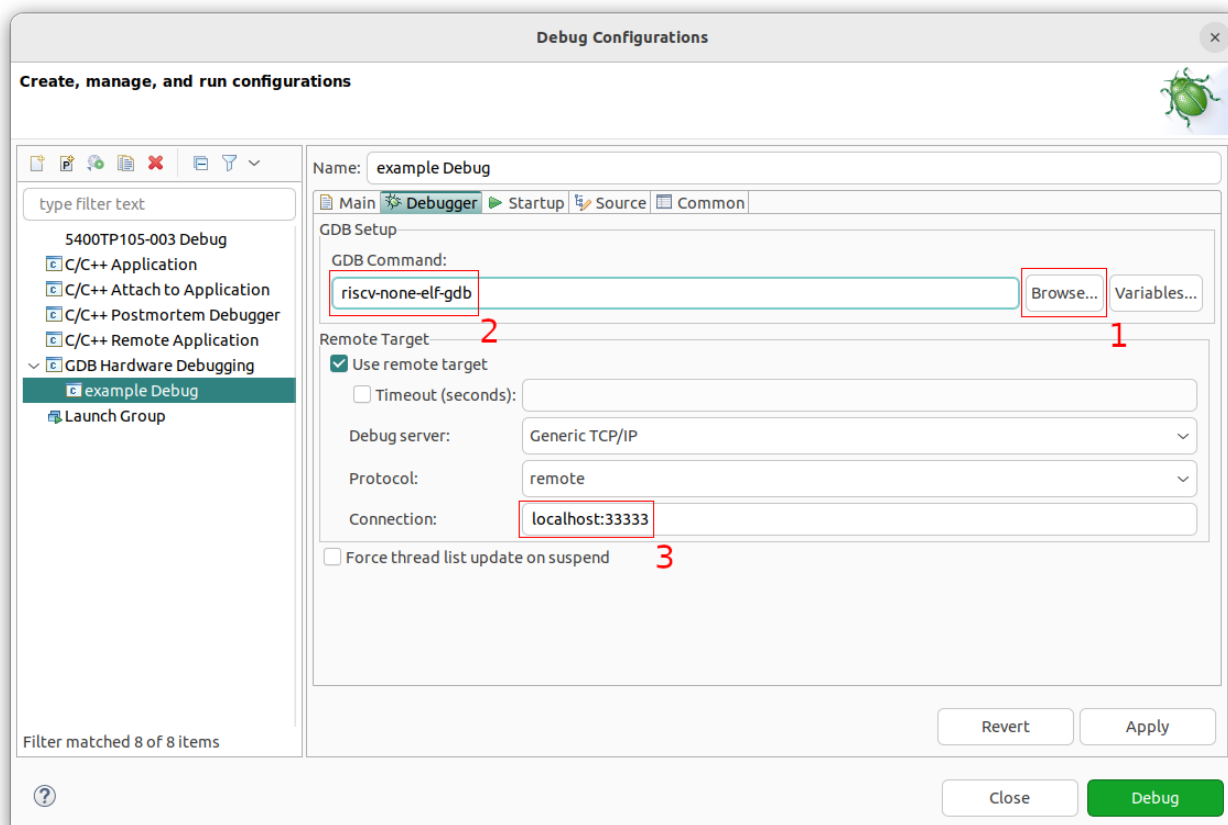 Debug Configurations
Create, manage, and run configurations
Name: example Debug
type filter text
5400TP105-003 Debug
C/C++ Application
C/C++ Attach to Application
C/C++ Postmortem Debugger
C/C++ Remote Application
GDB Hardware Debugging
example Debug
Launch Group
Filter matched 8 of 8 items
Main Debugger Startup Source Common
GDB Setup
GDB Command:
riscv-none-elf-gdb Browse... Variables...
2 1
Remote Target
Use remote target
Timeout (seconds):
Debug server: Generic TCP/IP
Protocol: remote
Connection: localhost:33333
Force thread list update on suspend 3
Revert Apply
Close Debug